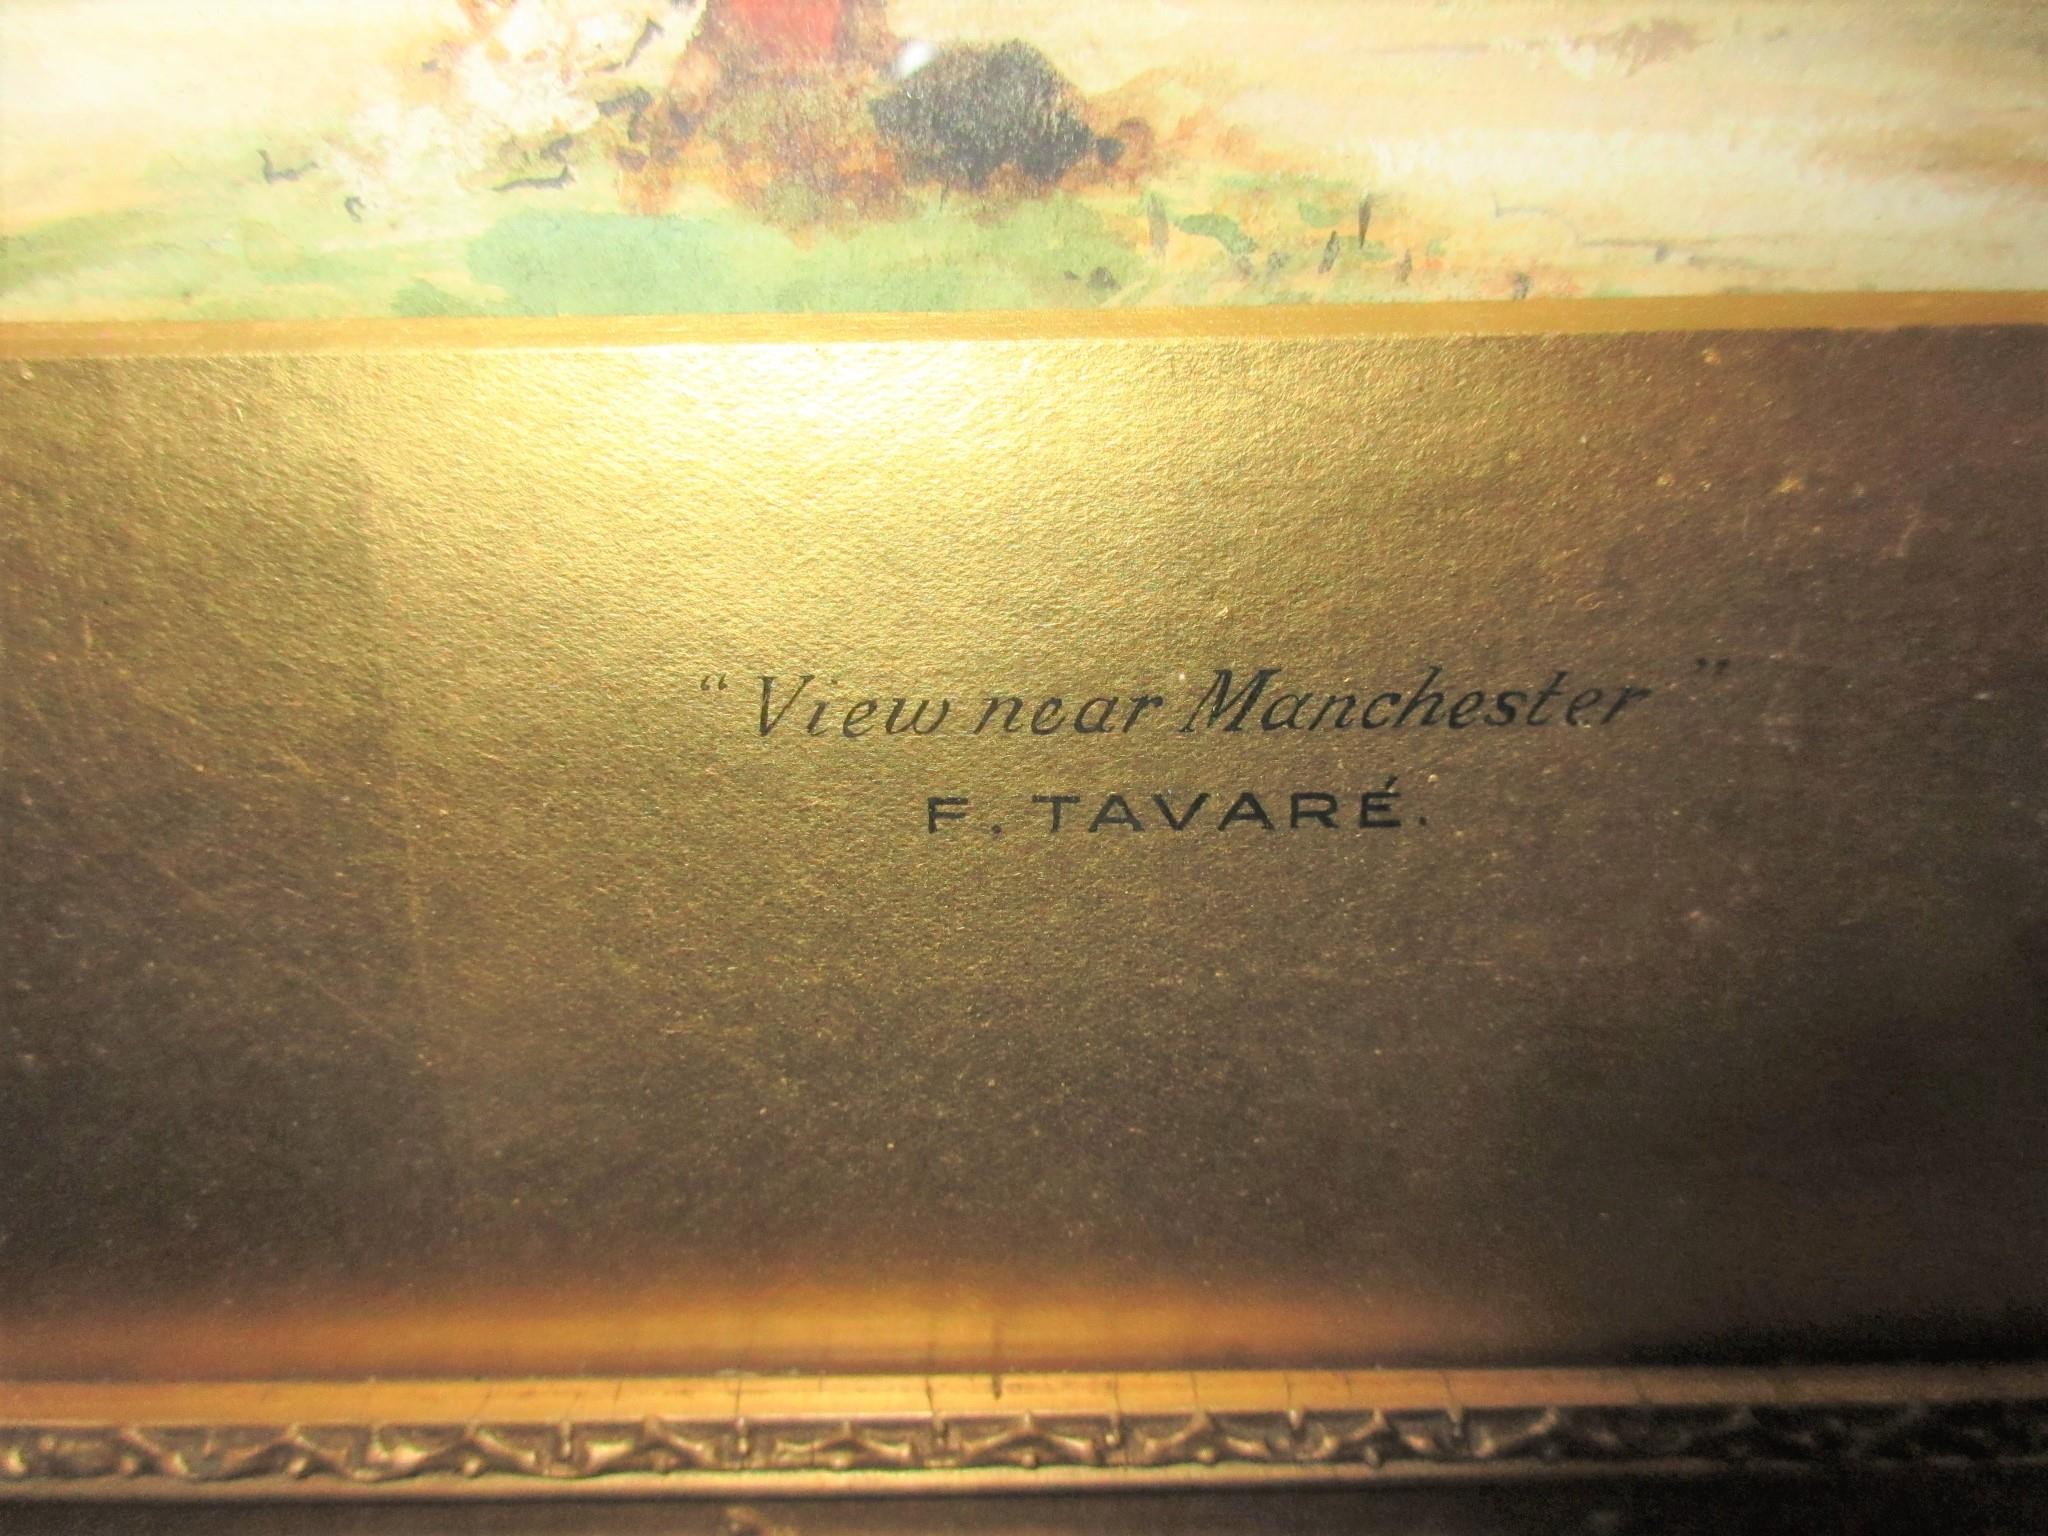 “View near Manchester”
F. TAVARÉ.